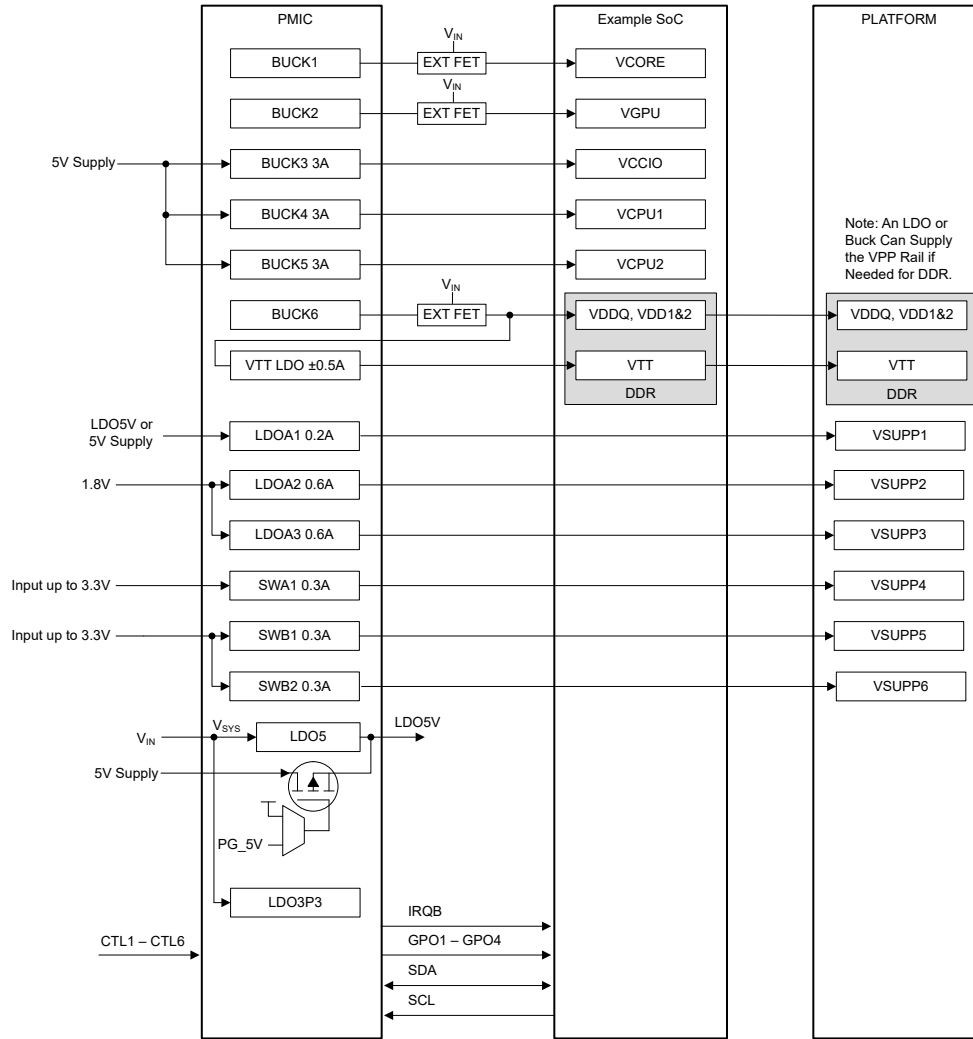 PMIC
Example SoC
PLATFORM
V_IN
BUCK1
EXT FET
VCORE
V_IN
BUCK2
EXT FET
VGPU
5V Supply
BUCK3 3A
VCCIO
BUCK4 3A
VCPU1
Note: An LDO or
Buck Can Supply
the VPP Rail if
Needed for DDR.
BUCK5 3A
VCPU2
V_IN
BUCK6
EXT FET
VDDQ, VDD1&2
VDDQ, VDD1&2
VTT LDO ±0.5A
VTT
VTT
DDR
DDR
LDO5V or
5V Supply
LDOA1 0.2A
VSUPP1
1.8V
LDOA2 0.6A
VSUPP2
LDOA3 0.6A
VSUPP3
Input up to 3.3V
SWA1 0.3A
VSUPP4
Input up to 3.3V
SWB1 0.3A
VSUPP5
SWB2 0.3A
VSUPP6
V_IN
V_SYS
LDO5
LDO5V
5V Supply
PG_5V
LDO3P3
IRQB
CTL1 – CTL6
GPO1 – GPO4
SDA
SCL